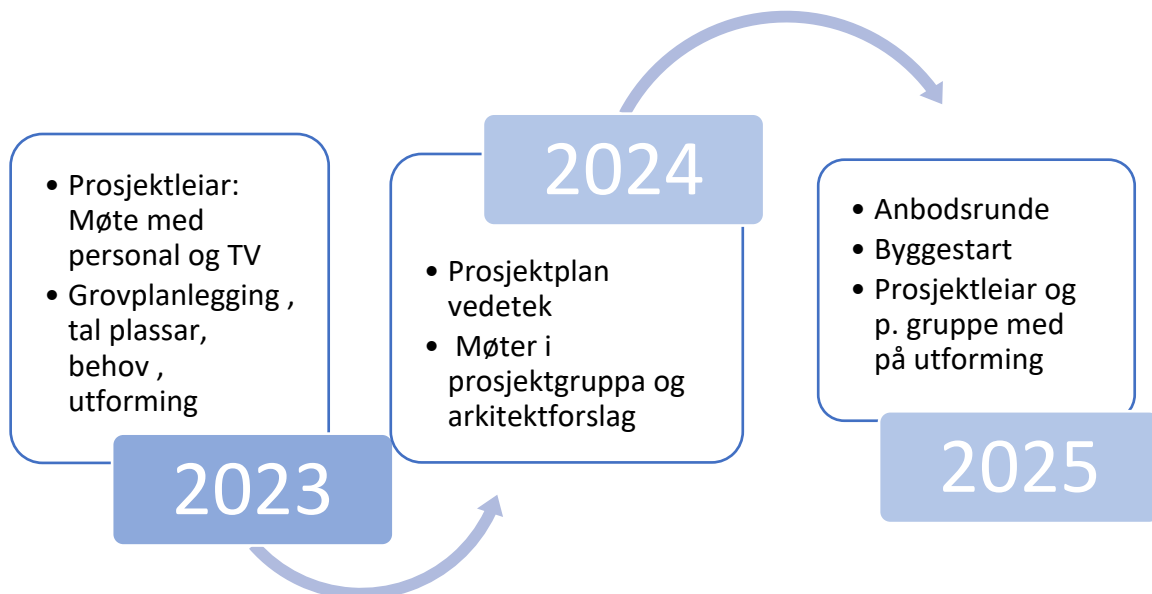 • Prosjektleiar:
Møte med
personal og TV
• Grovplanlegging ,
tal plassar,
behov ,
utforming
2023
2024
• Prosjektplan
vedetek
• Møter i
prosjektgruppa og
arkitektforslag
• Anbodsrunde
• Byggestart
• Prosjektleiar og
p. gruppe med
på utforming
2025